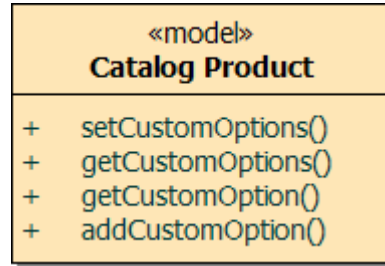 «model»
Catalog Product
+ setCustomOptions()
+ getCustomOptions()
+ getCustomOption()
+ addCustomOption()